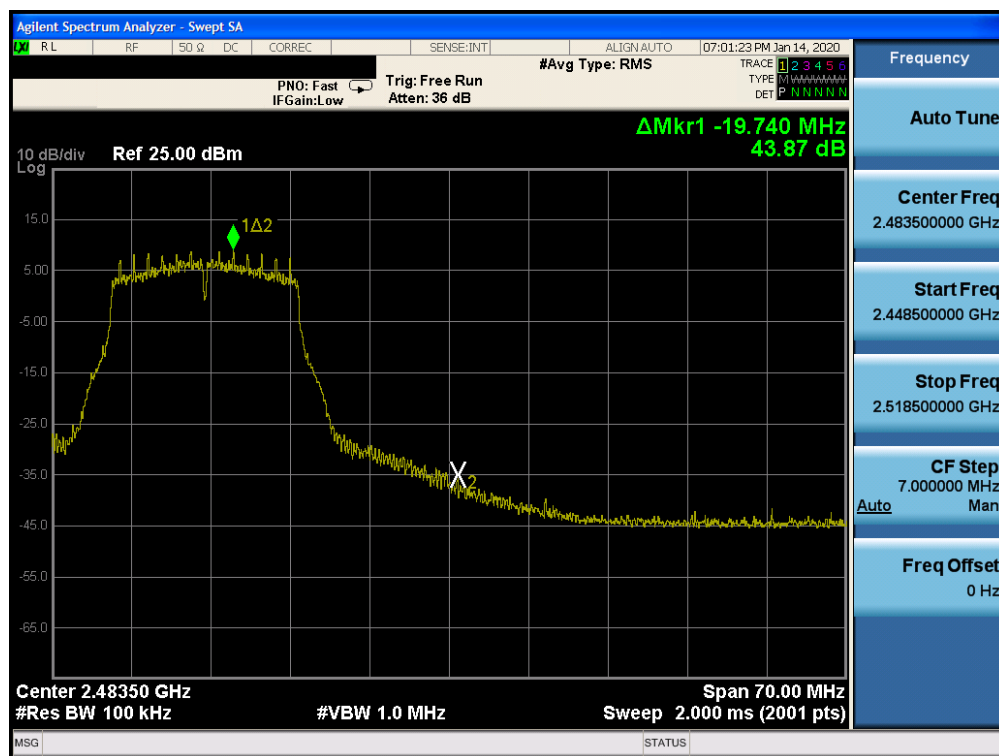 Agilent Spectrum Analyzer - Swept SA
LXI RL RF 50 Ω DC CORREC SENSE:INT ALIGN AUTO 07:01:23 PM Jan 14, 2020
Frequency
#Avg Type: RMS
TRACE 1 2 3 4 5 6
PNO: Fast Trig: Free Run
TYPE M WWWWW
IFGain:Low Atten: 36 dB
DET P N N N N N
Auto Tune
ΔMkr1 -19.740 MHz
43.87 dB
10 dB/div Ref 25.00 dBm
Log
Center Freq
2.483500000 GHz
15.0
1Δ2
5.00
Start Freq
2.448500000 GHz
-5.00
-15.0
Stop Freq
2.518500000 GHz
-25.0
-35.0
2
CF Step
7.000000 MHz
Auto Man
-45.0
Freq Offset
0 Hz
-55.0
-65.0
Center 2.48350 GHz Span 70.00 MHz
#Res BW 100 kHz #VBW 1.0 MHz Sweep 2.000 ms (2001 pts)
MSG STATUS